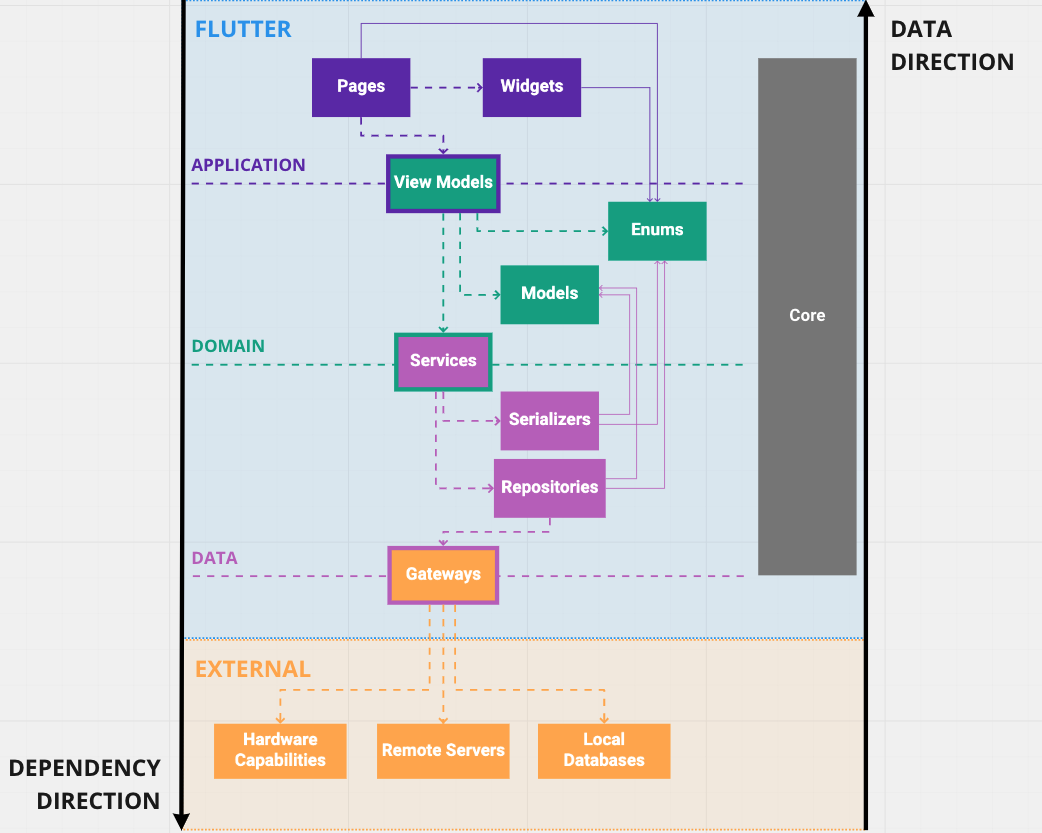 FLUTTER
DATA
DIRECTION
Pages
Widgets
APPLICATION
View Models
Enums
Models
Core
DOMAIN
Services
Serializers
Repositories
DATA
Gateways
EXTERNAL
Hardware
Capabilities
Remote Servers
Local
Databases
DEPENDENCY
DIRECTION